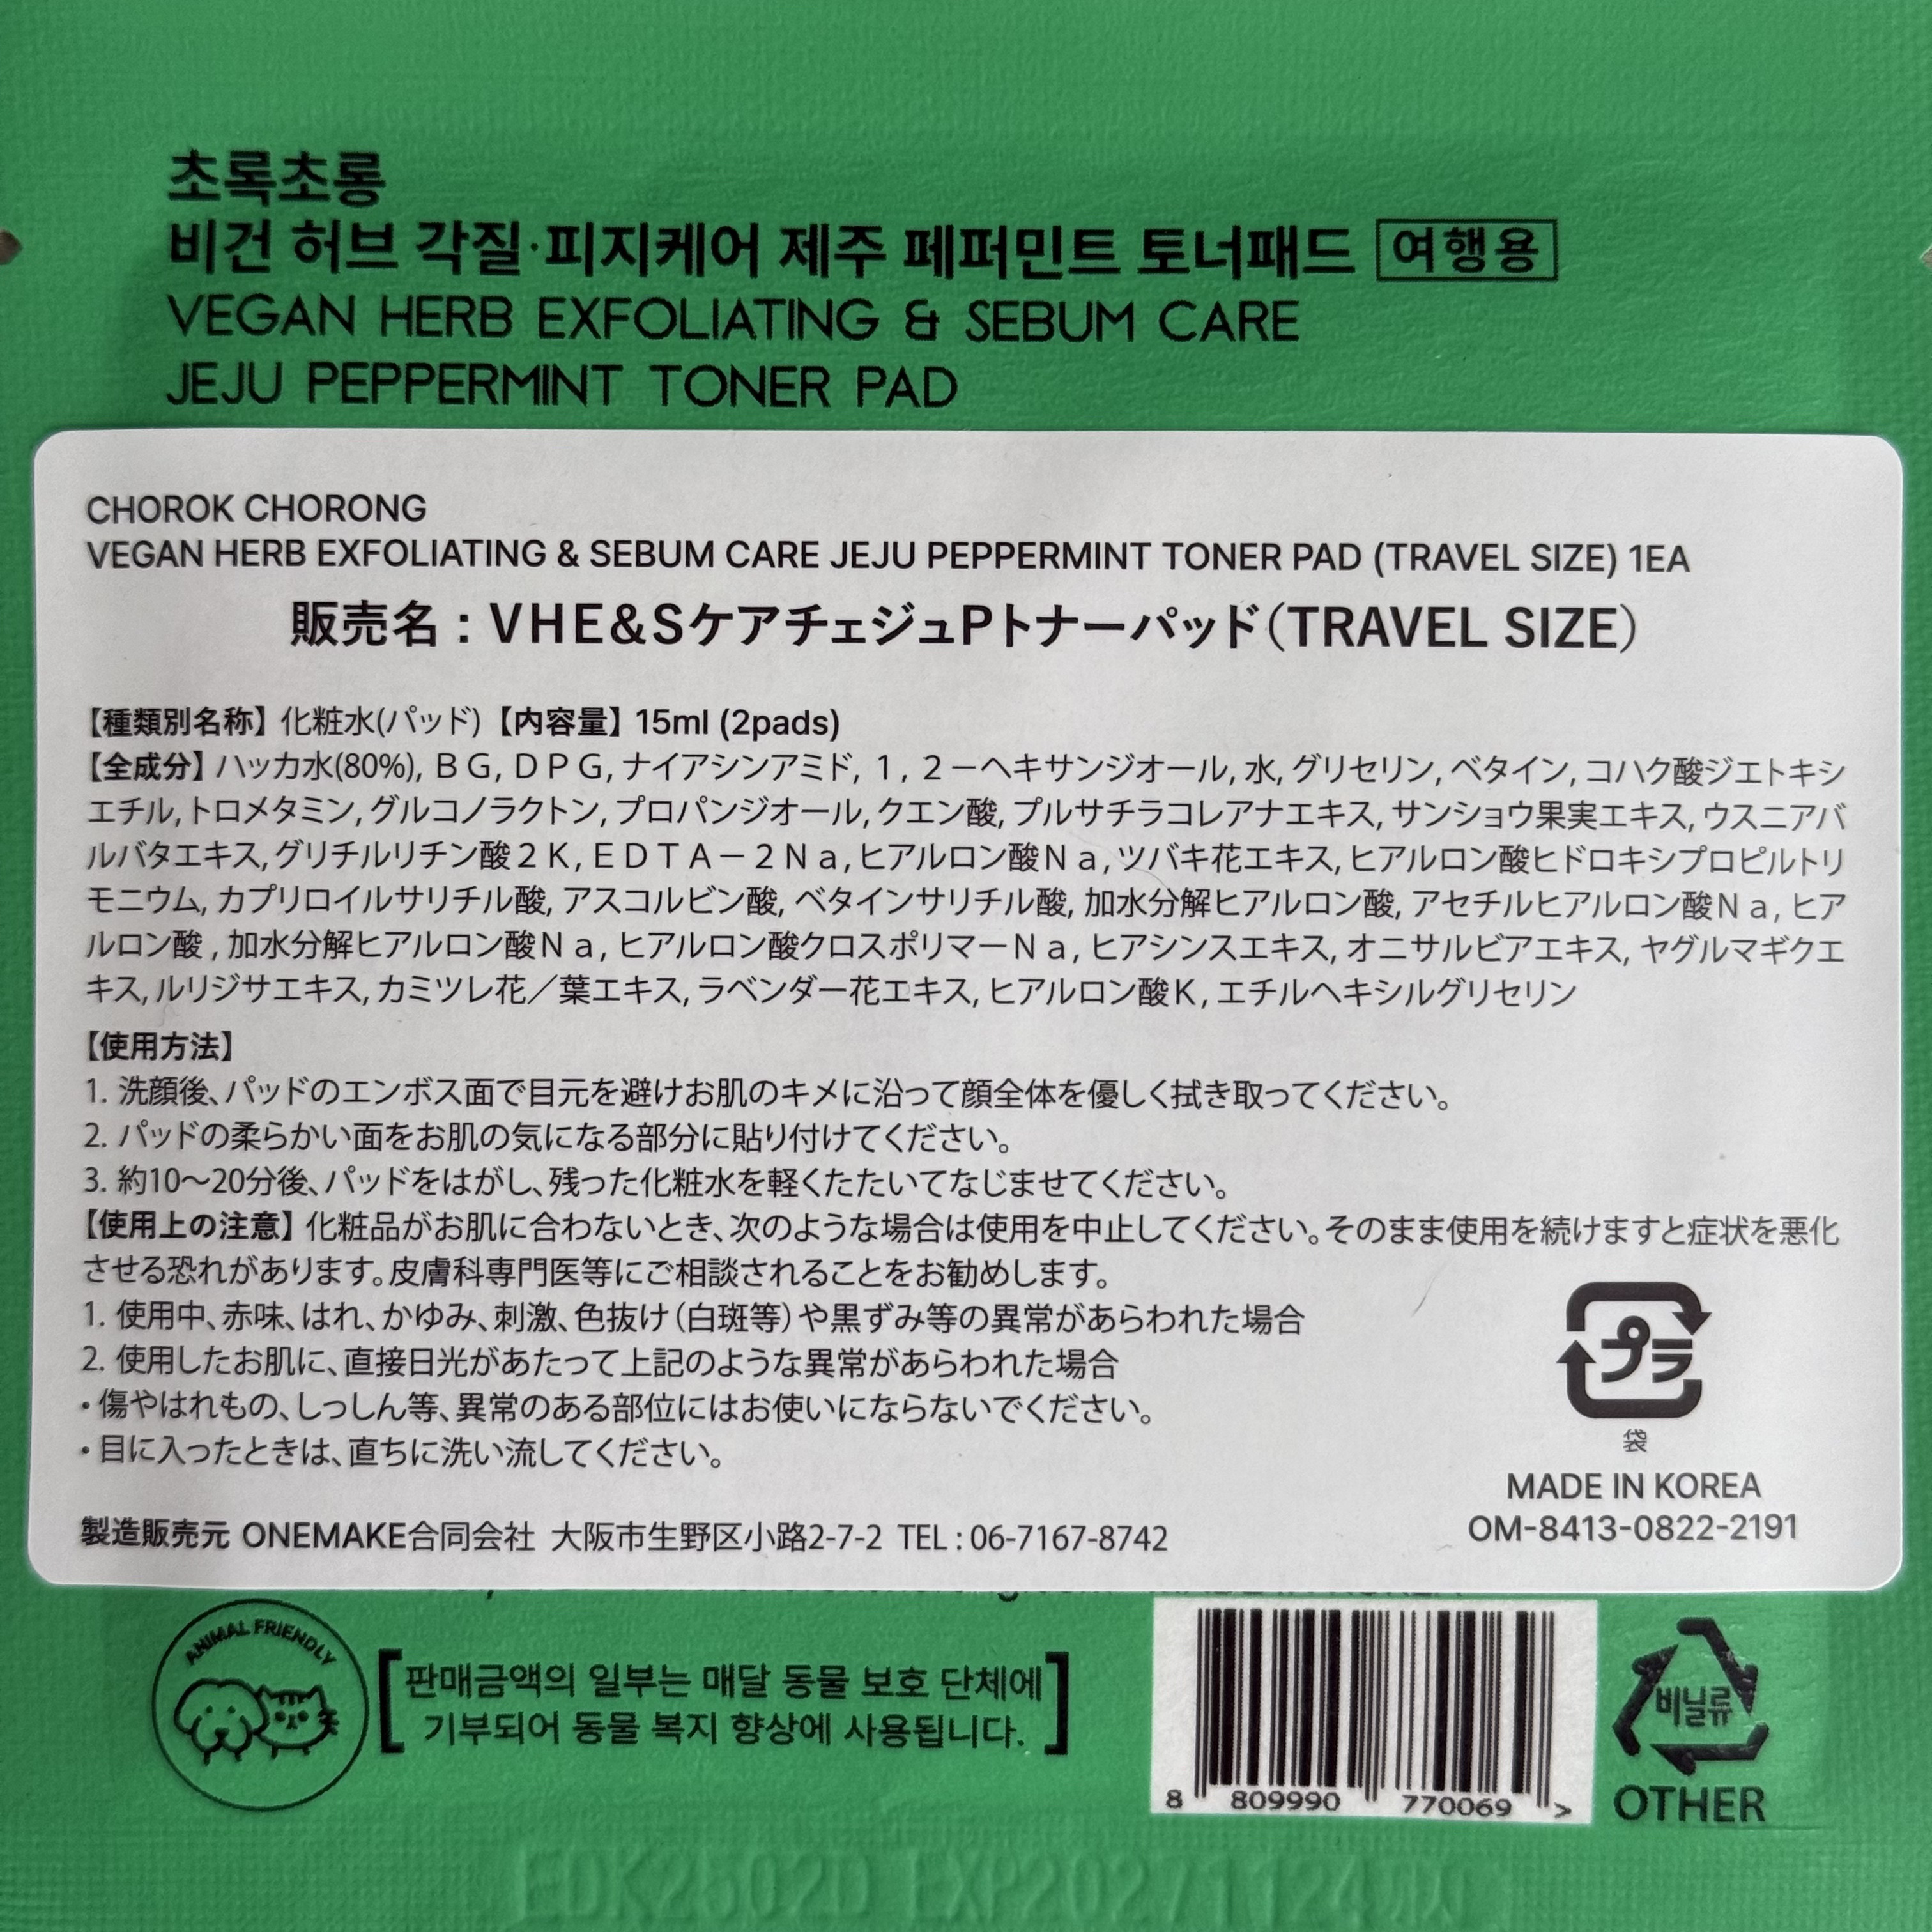 초록초롱
비건 허브 각질·피지케어 제주 페퍼민트 토너패드 여행용
VEGAN HERB EXFOLIATING & SEBUM CARE
JEJU PEPPERMINT TONER PAD
CHOROK CHORONG
VEGAN HERB EXFOLIATING & SEBUM CARE JEJU PEPPERMINT TONER PAD (TRAVEL SIZE) 1EA
販売名：VHE&SケアチェジュPトナーパッド（TRAVEL SIZE）
【種類別名称】化粧水(パッド)【内容量】15ml (2pads)
【全成分】ハッカ水(80%), ＢＧ, ＤＰＧ, ナイアシンアミド, １, ２－ヘキサンジオール, 水, グリセリン, ベタイン, コハク酸ジエトキシ
エチル, トロメタミン, グルコノラクトン, プロパンジオール, クエン酸, プルサチラコレアナエキス, サンショウ果実エキス, ウスニアバ
ルバタエキス, グリチルリチン酸２Ｋ, ＥＤＴＡ－２Ｎａ, ヒアルロン酸Ｎａ, ツバキ花エキス, ヒアルロン酸ヒドロキシプロピルトリ
モニウム, カプリロイルサリチル酸, アスコルビン酸, ベタインサリチル酸, 加水分解ヒアルロン酸, アセチルヒアルロン酸Ｎａ, ヒア
ルロン酸 , 加水分解ヒアルロン酸Ｎａ, ヒアルロン酸クロスポリマーＮａ, ヒアシンスエキス, オニサルビアエキス, ヤグルマギクエ
キス, ルリジサエキス, カミツレ花／葉エキス, ラベンダー花エキス, ヒアルロン酸Ｋ, エチルヘキシルグリセリン
【使用方法】
1. 洗顔後、パッドのエンボス面で目元を避けお肌のキメに沿って顔全体を優しく拭き取ってください。
2. パッドの柔らかい面をお肌の気になる部分に貼り付けてください。
3. 約10～20分後、パッドをはがし、残った化粧水を軽くたたいてなじませてください。
【使用上の注意】化粧品がお肌に合わないとき、次のような場合は使用を中止してください。そのまま使用を続けますと症状を悪化
させる恐れがあります。皮膚科専門医等にご相談されることをお勧めします。
1. 使用中、赤味、はれ、かゆみ、刺激、色抜け（白斑等）や黒ずみ等の異常があらわれた場合
2. 使用したお肌に、直接日光があたって上記のような異常があらわれた場合
・傷やはれもの、しっしん等、異常のある部位にはお使いにならないでください。
・目に入ったときは、直ちに洗い流してください。
プラ
袋
MADE IN KOREA
OM-8413-0822-2191
製造販売元 ONEMAKE合同会社 大阪市生野区小路2-7-2 TEL : 06-7167-8742
ANIMAL FRIENDLY
[판매금액의 일부는 매달 동물 보호 단체에
기부되어 동물 복지 향상에 사용됩니다.]
8 809990 770069 >
비닐류
OTHER
EDK2502D EXP20271124